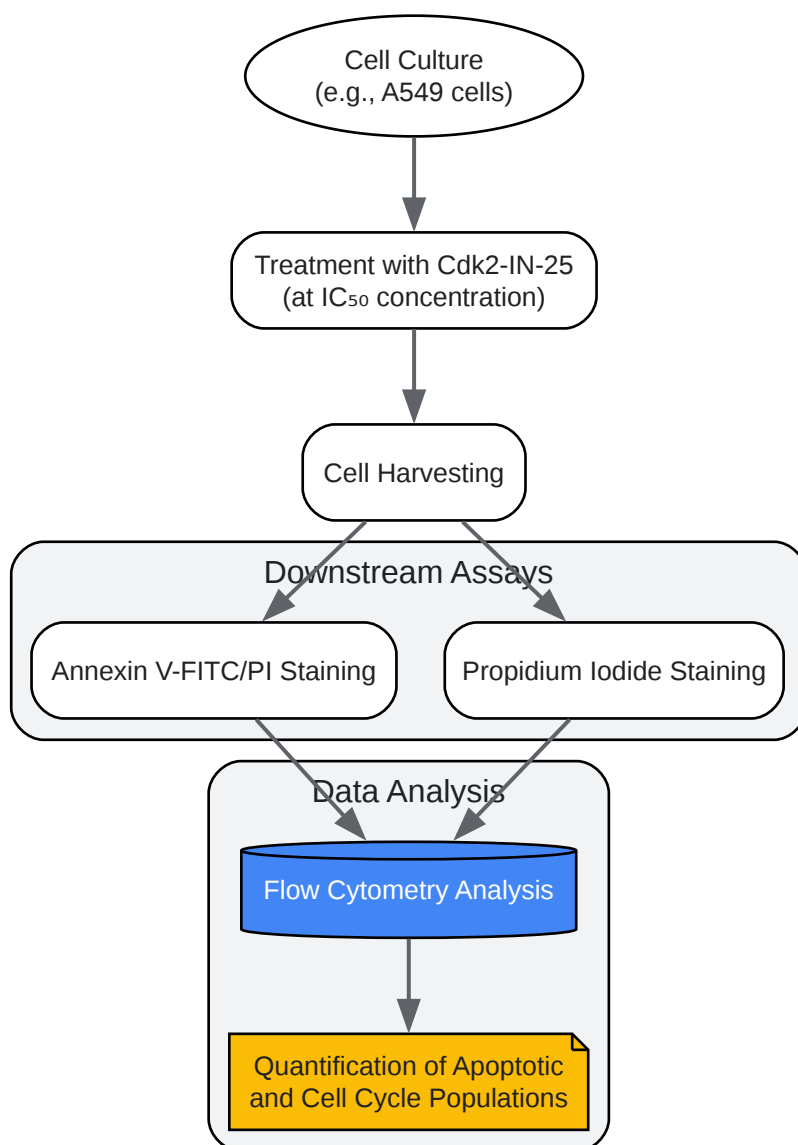 Cell Culture
(e.g., A549 cells)
Treatment with Cdk2-IN-25
(at IC₅₀ concentration)
Cell Harvesting
Downstream Assays
Annexin V-FITC/PI Staining
Propidium Iodide Staining
Data Analysis
Flow Cytometry Analysis
Quantification of Apoptotic
and Cell Cycle Populations